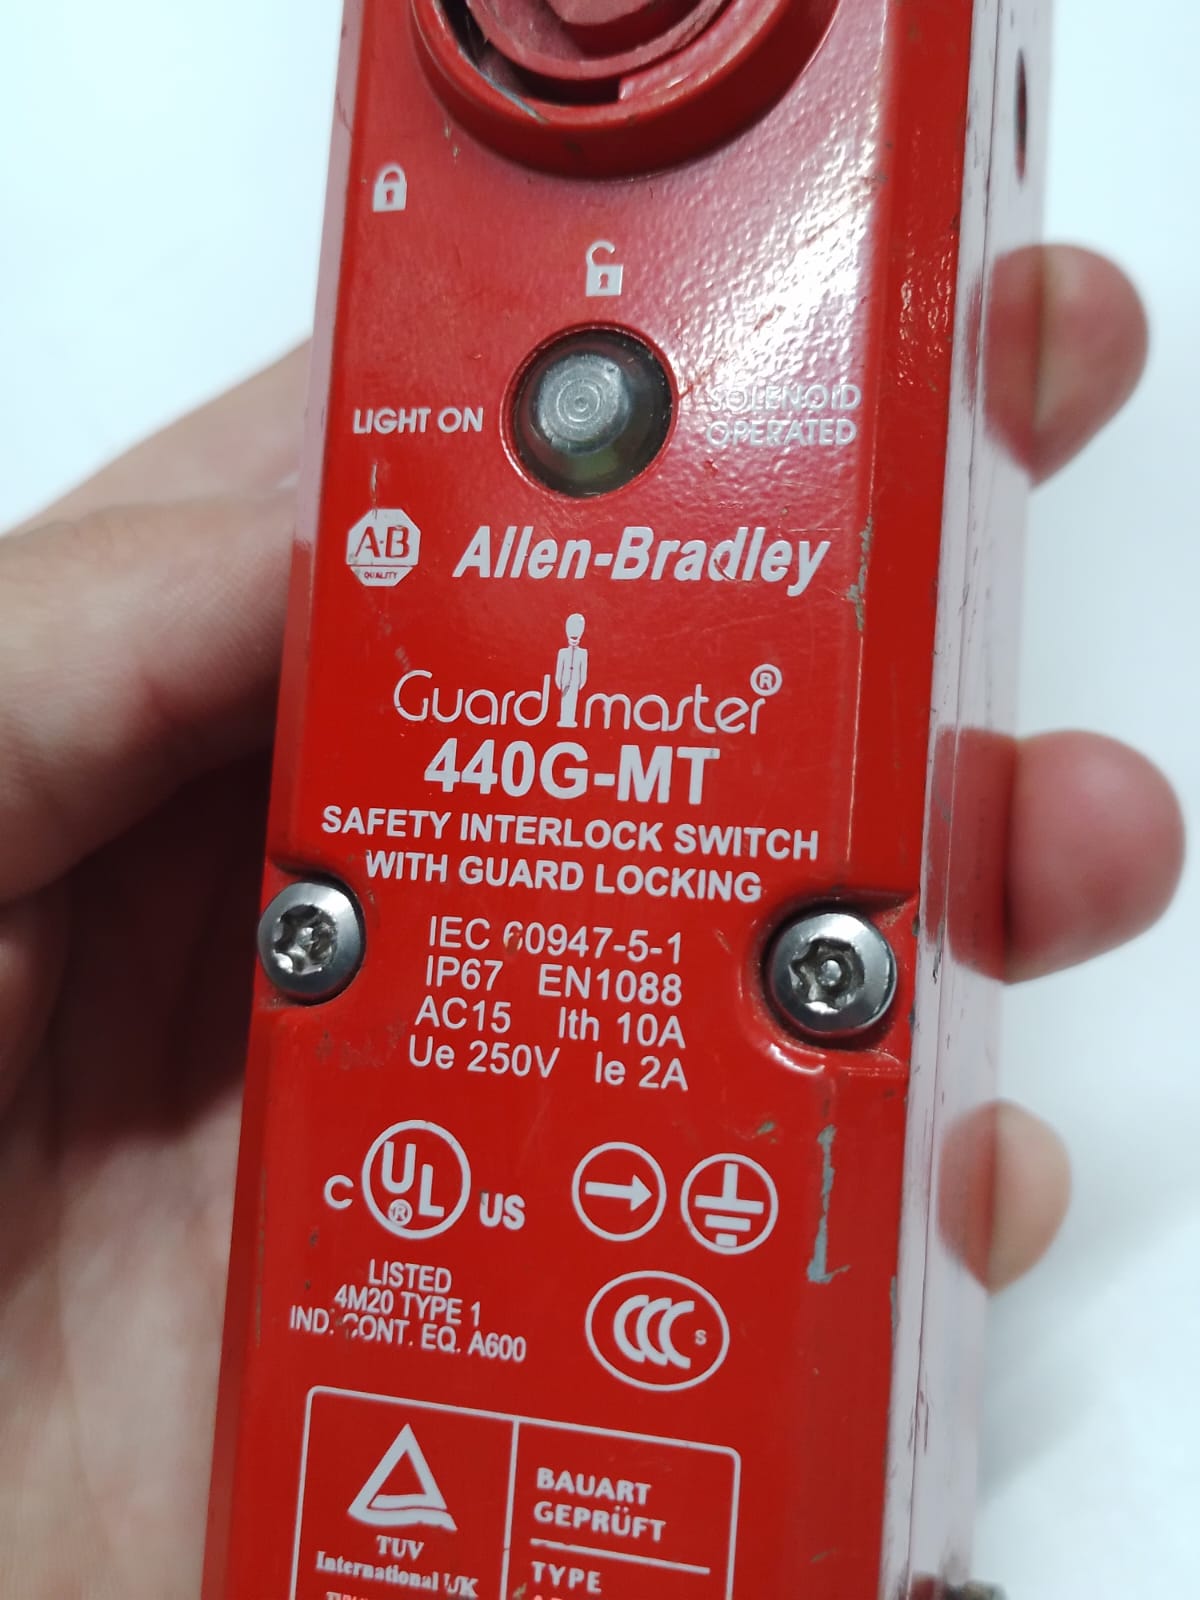 LIGHT ON
SOLENOID
OPERATED
A-B
QUALITY
Allen-Bradley
Guardmaster®
440G-MT
SAFETY INTERLOCK SWITCH
WITH GUARD LOCKING
IEC 60947-5-1
IP67 EN1088
AC15 Ith 10A
Ue 250V Ie 2A
C UL® US
LISTED
4M20 TYPE 1
IND. CONT. EQ. A600
CCC S
TUV
International UK
BAUART
GEPRÜFT
TYPE